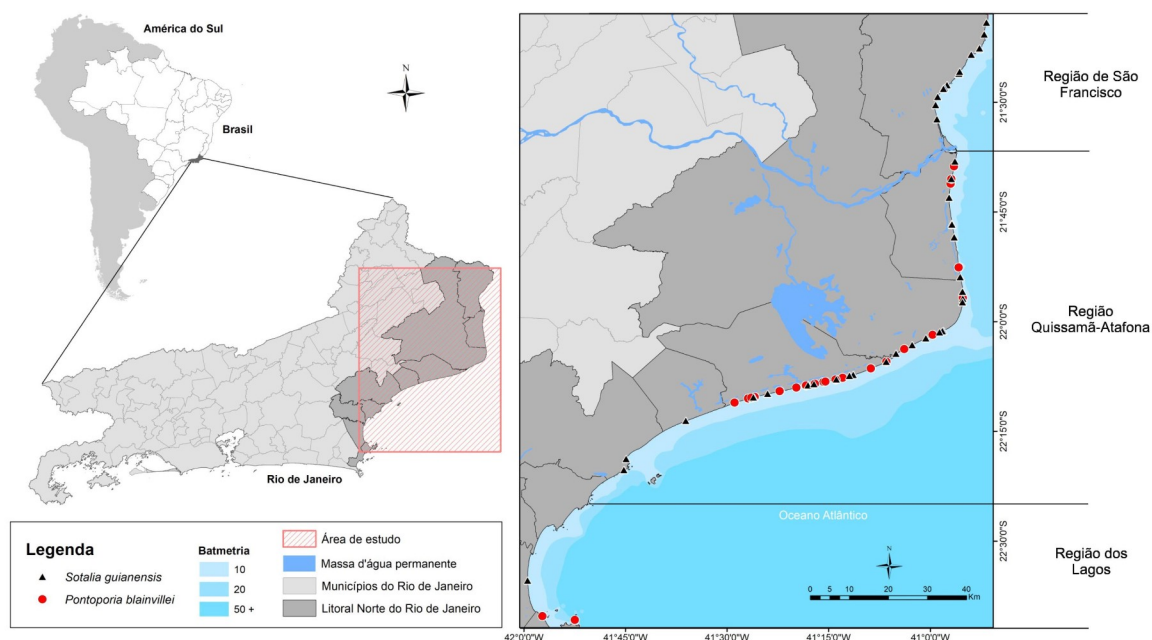 América do Sul
N
Brasil
Rio de Janeiro
Legenda
Sotalia guianensis
Pontoporia blainvillei
Batmetria
10
20
50 +
Área de estudo
Massa d'água permanente
Municípios do Rio de Janeiro
Litoral Norte do Rio de Janeiro
Oceano Atlântico
N
0 5 10 20 30 40
Km
42°0'0"W 41°45'0"W 41°30'0"W 41°15'0"W 41°0'0"W
21°30'0"S
21°45'0"S
22°0'0"S
22°15'0"S
22°30'0"S
Região de São
Francisco
Região
Quissamã-Atafona
Região dos
Lagos